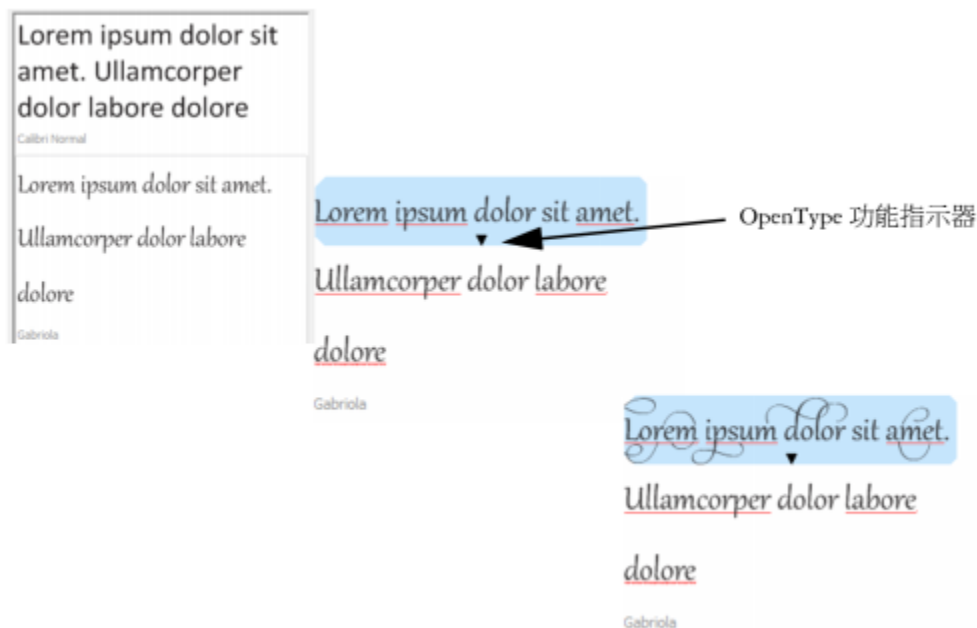 Lorem ipsum dolor sit
amet. Ullamcorper
dolor labore dolore
Calibri Normal
Lorem ipsum dolor sit amet.
Ullamcorper dolor labore
dolore
Gabriola
Lorem ipsum dolor sit amet.
Ullamcorper dolor labore
dolore
Gabriola
OpenType 功能指示器
Lorem ipsum dolor sit amet.
Ullamcorper dolor labore
dolore
Gabriola